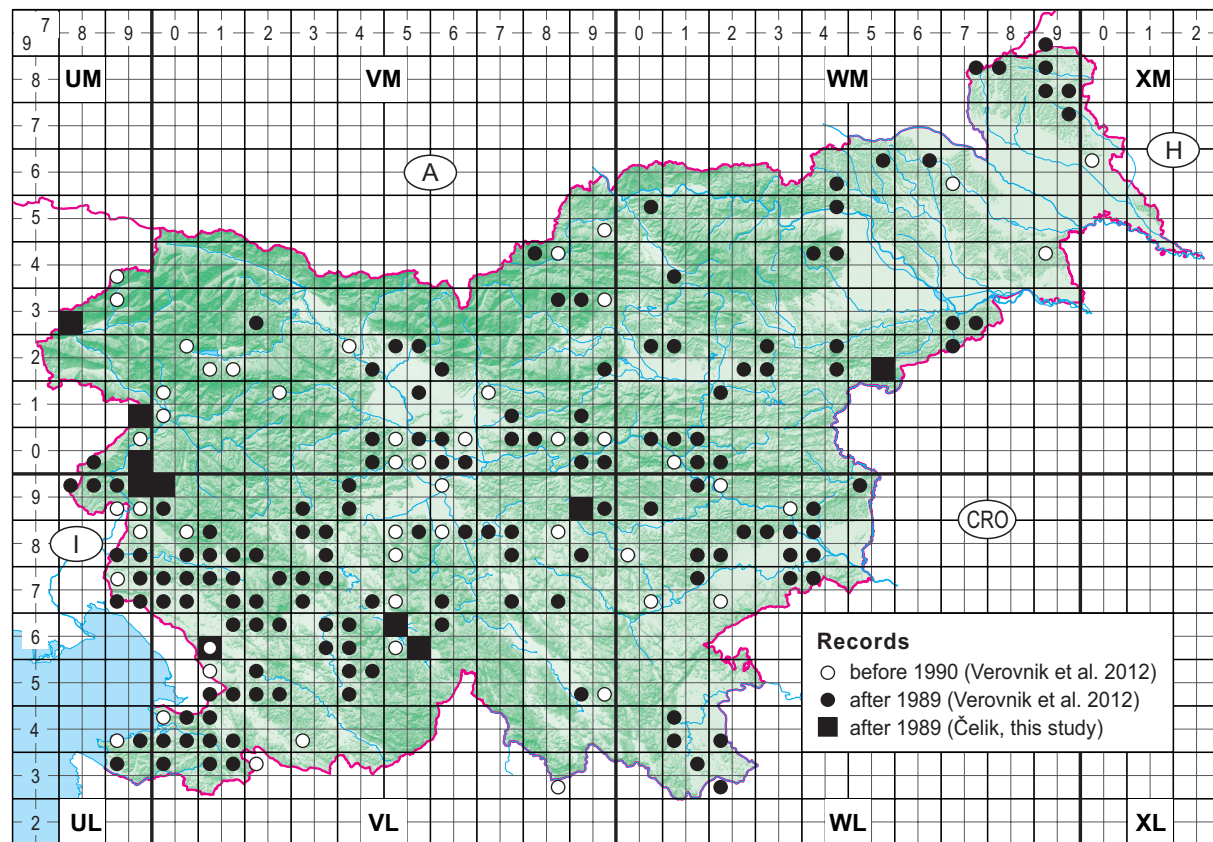 7
9 8 9 0 1 2 3 4 5 6 7 8 9 0 1 2 3 4 5 6 7 8 9 0 1 2
8 UM VM WM XM
7
A H
6
5
4
3
2
1
0
9
I CRO
8
7
6
Records
before 1990 (Verovnik et al. 2012)
5
after 1989 (Verovnik et al. 2012)
after 1989 (Čelik, this study)
4
3
UL VL WL XL
2